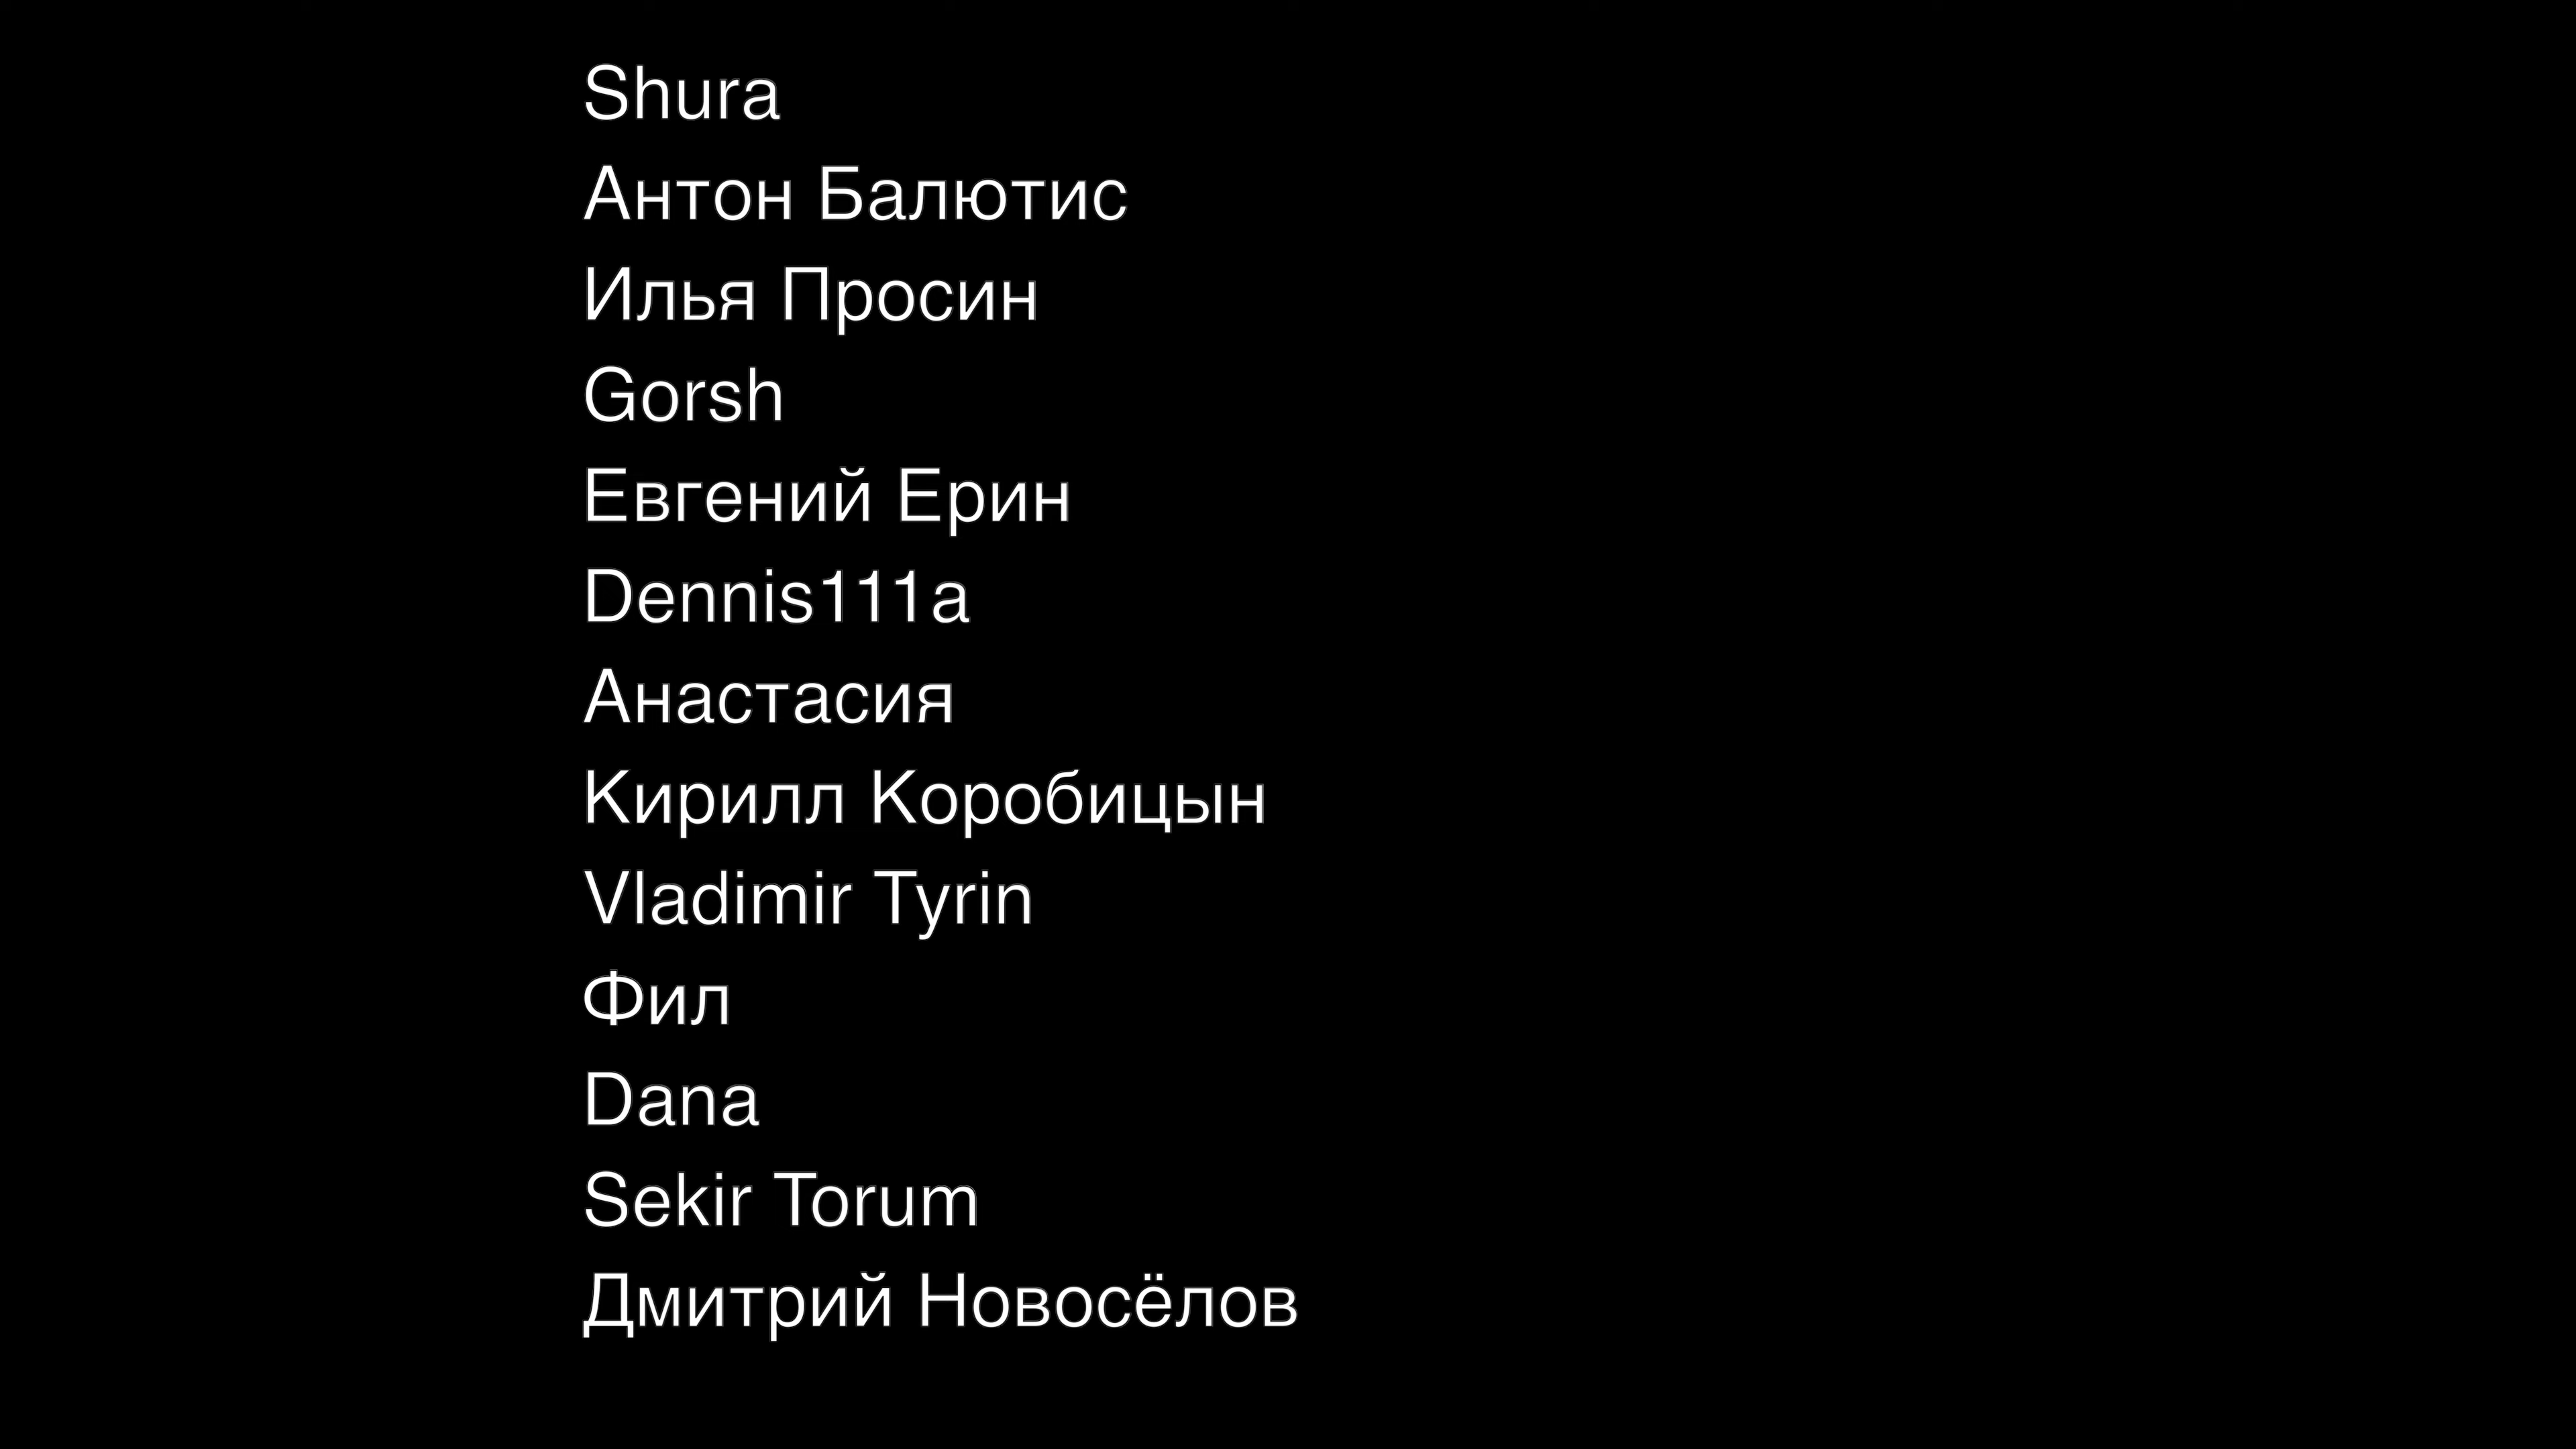 Shura
Антон Балютис
Илья Просин
Gorsh
Евгений Ерин
Dennis111a
Анастасия
Кирилл Коробицын
Vladimir Tyrin
Фил
Dana
Sekir Torum
Дмитрий Новосёлов